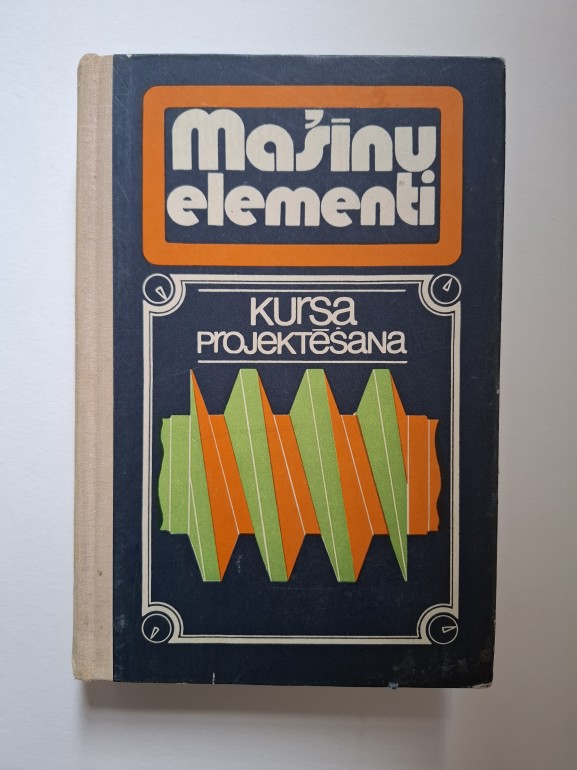 Mašīnu
elementi
Kursa
projektēšana